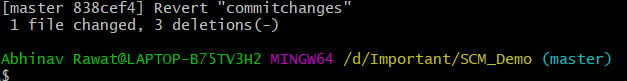 [master 838cef4] Revert "commitchanges"
1 file changed, 3 deletions(-)
Abhinav Rawat@LAPTOP-B75TV3H2 MINGW64 /d/Important/SCM_Demo (master)
$